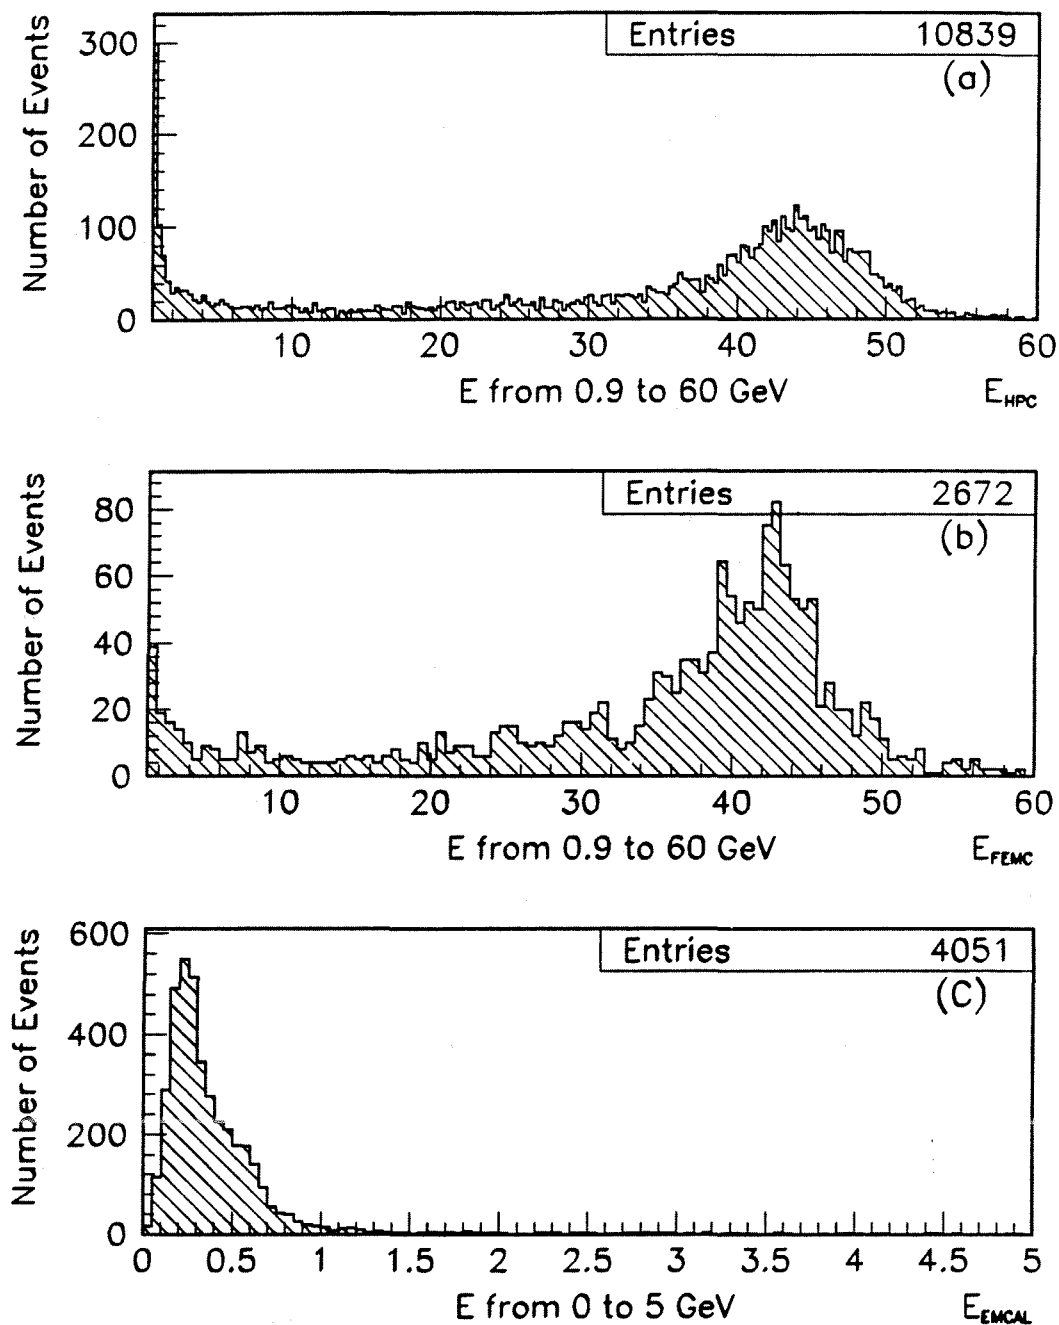 Entries 10839
(a)
300
200
100
0
Number of Events
10 20 30 40 50 60
E from 0.9 to 60 GeV E_HPC
Entries 2672
(b)
80
60
40
20
0
Number of Events
10 20 30 40 50 60
E from 0.9 to 60 GeV E_FEMC
Entries 4051
(C)
600
400
200
0
Number of Events
0 0.5 1 1.5 2 2.5 3 3.5 4 4.5 5
E from 0 to 5 GeV E_EMCAL